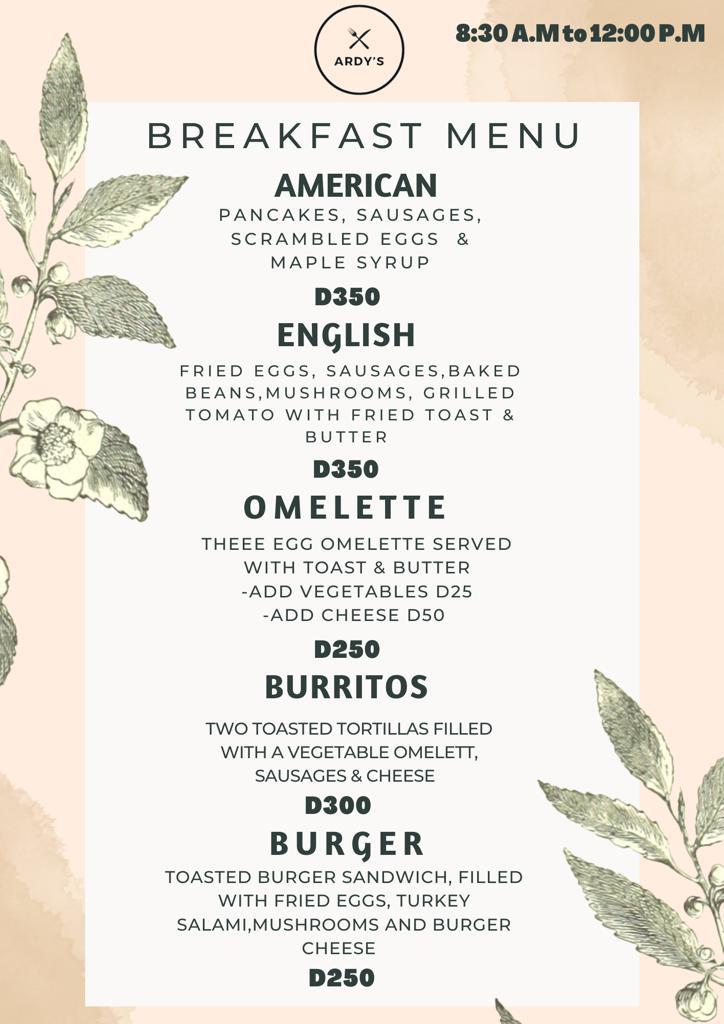 ARDY'S
8:30 A.M to 12:00 P.M
BREAKFAST MENU
AMERICAN
PANCAKES, SAUSAGES,
SCRAMBLED EGGS &
MAPLE SYRUP
D350
ENGLISH
FRIED EGGS, SAUSAGES,BAKED
BEANS,MUSHROOMS, GRILLED
TOMATO WITH FRIED TOAST &
BUTTER
D350
OMELETTE
THEEE EGG OMELETTE SERVED
WITH TOAST & BUTTER
-ADD VEGETABLES D25
-ADD CHEESE D50
D250
BURRITOS
TWO TOASTED TORTILLAS FILLED
WITH A VEGETABLE OMELETT,
SAUSAGES & CHEESE
D300
BURGER
TOASTED BURGER SANDWICH, FILLED
WITH FRIED EGGS, TURKEY
SALAMI,MUSHROOMS AND BURGER
CHEESE
D250